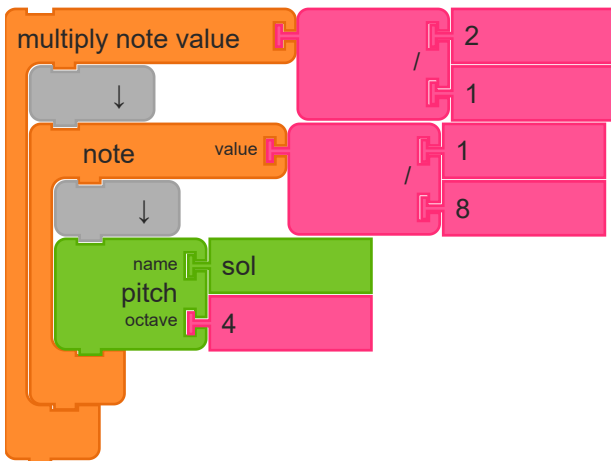 multiply note value / 2
1
↓
note value / 1
8
↓
name sol
pitch
octave 4